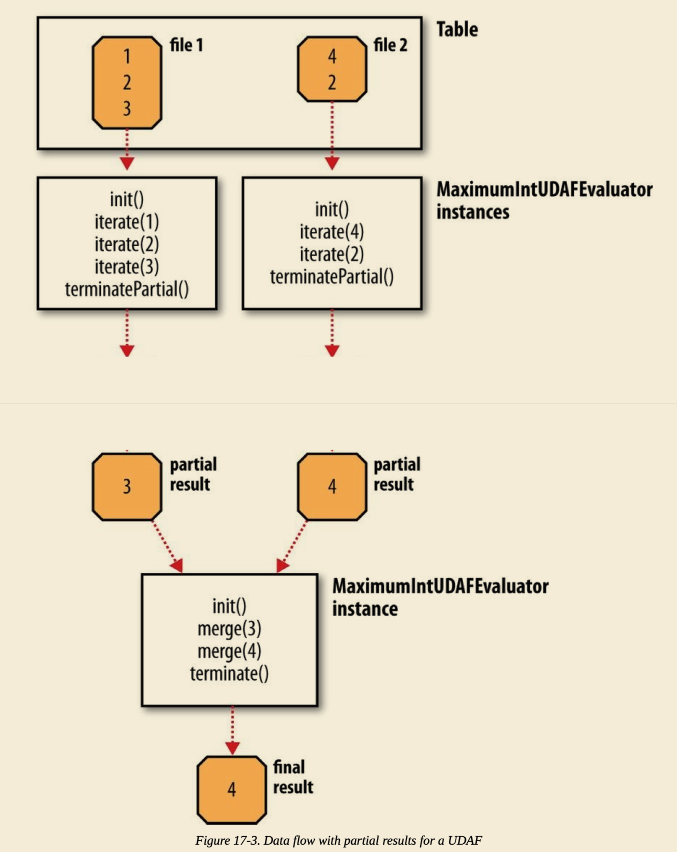 Table
file 1
1
2
3
file 2
4
2
MaximumIntUDAFEvaluator
instances
init()
iterate(1)
iterate(2)
iterate(3)
terminatePartial()
init()
iterate(4)
iterate(2)
terminatePartial()
3
partial
result
4
partial
result
MaximumIntUDAFEvaluator
instance
init()
merge(3)
merge(4)
terminate()
4
final
result
Figure 17-3. Data flow with partial results for a UDAF